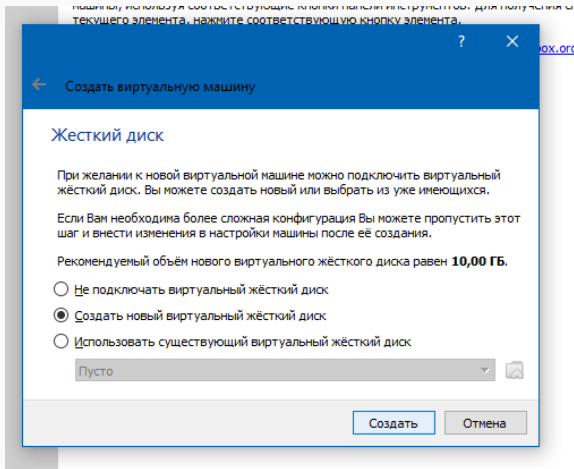 машины, используя соответствующие кнопки панели инструментов. Для получения
текущего элемента, нажмите соответствующую кнопку элемента.
?
box.org
Создать виртуальную машину
Жесткий диск
При желании к новой виртуальной машине можно подключить виртуальный
жёсткий диск. Вы можете создать новый или выбрать из уже имеющихся.
Если Вам необходима более сложная конфигурация Вы можете пропустить этот
шаг и внести изменения в настройки машины после её создания.
Рекомендуемый объём нового виртуального жёсткого диска равен 10,00 ГБ.
Не подключать виртуальный жёсткий диск
Создать новый виртуальный жёсткий диск
Использовать существующий виртуальный жёсткий диск
Пусто
Создать
Отмена